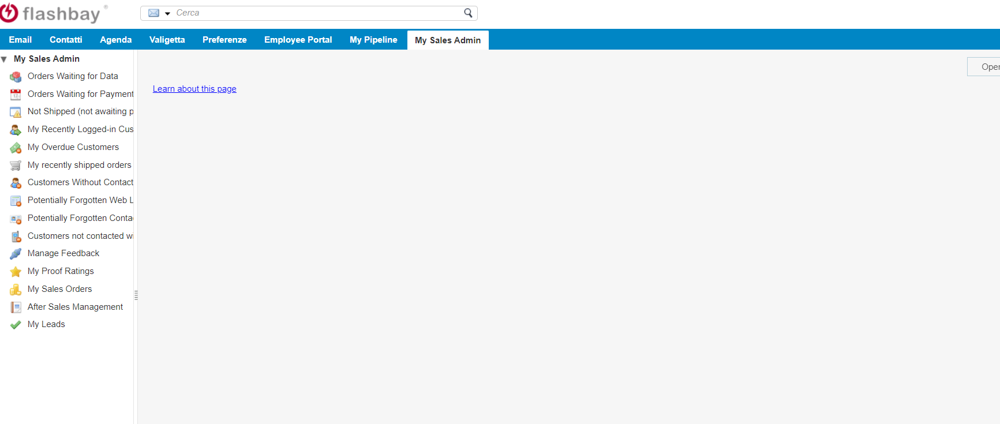 flashbay®
Cerca
Email Contatti Agenda Valigetta Preferenze Employee Portal My Pipeline My Sales Admin
My Sales Admin
Orders Waiting for Data
Orders Waiting for Payment
Not Shipped (not awaiting p
My Recently Logged-in Cus
My Overdue Customers
My recently shipped orders
Customers Without Contact
Potentially Forgotten Web L
Potentially Forgotten Conta
Customers not contacted wi
Manage Feedback
My Proof Ratings
My Sales Orders
After Sales Management
My Leads
Oper
Learn about this page